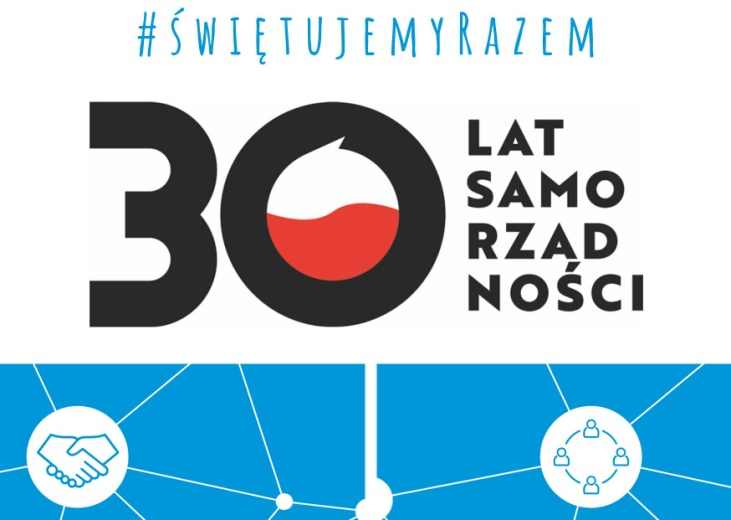 #ŚWIĘTUJEMYRAZEM
30
LAT
SAMO
RZĄD
NOŚCI